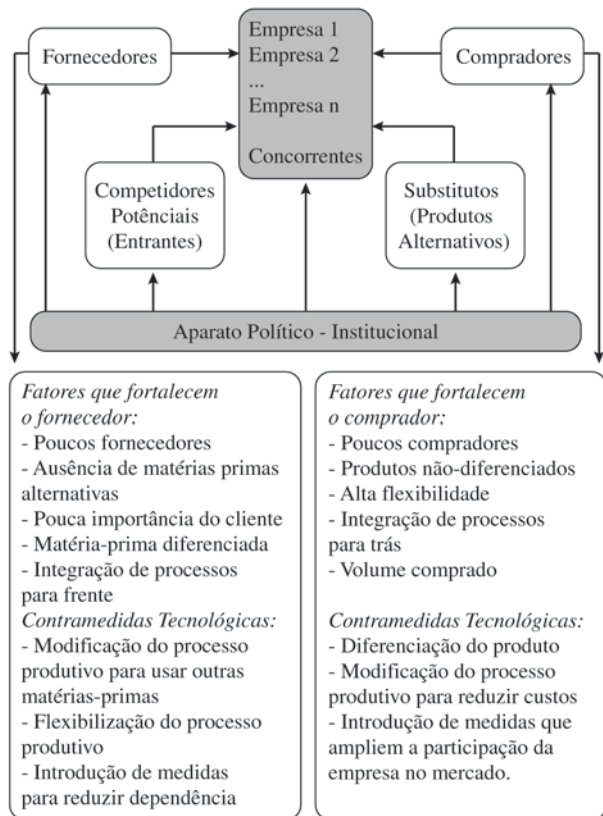 Fornecedores
Empresa 1
Empresa 2
...
Empresa n
Concorrentes
Compradores
Competidores
Potênciais
(Entrantes)
Substitutos
(Produtos
Alternativos)
Aparato Político - Institucional
Fatores que fortalecem
o fornecedor:
- Poucos fornecedores
- Ausência de matérias primas
alternativas
- Pouca importância do cliente
- Matéria-prima diferenciada
- Integração de processos
para frente
Contramedidas Tecnológicas:
- Modificação do processo
produtivo para usar outras
matérias-primas
- Flexibilização do processo
produtivo
- Introdução de medidas
para reduzir dependência
Fatores que fortalecem
o comprador:
- Poucos compradores
- Produtos não-diferenciados
- Alta flexibilidade
- Integração de processos
para trás
- Volume comprado
Contramedidas Tecnológicas:
- Diferenciação do produto
- Modificação do processo
produtivo para reduzir custos
- Introdução de medidas que
ampliem a participação da
empresa no mercado.